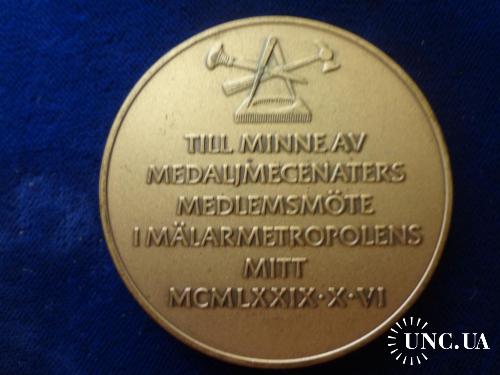 TILL MINNE AV
MEDALJMECENATERS
MEDLEMSMÖTE
I MÄLARMETROPOLENS
MITT
MCMLXXIX·X·VI
UNC.UA